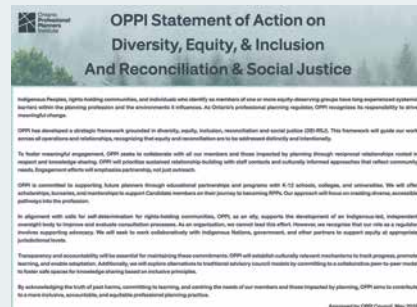 Ontario
Professional
Planners
Institute
OPPI Statement of Action on
Diversity, Equity, & Inclusion
And Reconciliation & Social Justice
Indigenous Peoples, rights-holding communities, and individuals who identify as members of one or more equity-deserving groups have long experienced systemic
barriers within the planning profession and the environments it influences. As Ontario's professional planning regulator, OPPI recognizes its responsibility to drive
meaningful change.
OPPI has developed a strategic framework grounded in diversity, equity, inclusion, reconciliation and social justice (DEI-RSJ). This framework will guide our work
across all operations and relationships, recognizing that equity and reconciliation are to be addressed distinctly and intentionally.
To foster meaningful engagement, OPPI seeks to collaborate with all our members and those impacted by planning through reciprocal relationships rooted in
respect and knowledge-sharing. OPPI will prioritize sustained relationship-building with staff contacts and culturally informed approaches that reflect community
needs. Engagement efforts will emphasize partnership, not just outreach.
OPPI is committed to supporting future planners through educational partnerships and programs with K-12 schools, colleges, and universities. We will offer
scholarships, bursaries, and mentorships to support Candidate members on their journey to becoming RPPs. Our approach will focus on creating diverse, accessible
pathways into the profession.
In alignment with calls for self-determination for rights-holding communities, OPPI, as an ally, supports the development of an Indigenous-led, independent
oversight body to improve and evaluate consultation processes. As an organization, we cannot lead this effort. However, we recognize that our role as a regulator
involves supporting advocacy. We will seek to work collaboratively with Indigenous Nations, government, and other partners to support equity at appropriate
jurisdictional levels.
Transparency and accountability will be essential for maintaining these commitments. OPPI will establish culturally relevant mechanisms to track progress, promote
learning, and enable adaptation. Additionally, we will explore alternatives to traditional advisory council models by committing to a collaborative peer-to-peer model
to foster safe spaces for knowledge sharing based on inclusive principles.
By acknowledging the truth of past harms, committing to learning, and centring the needs of our members and those impacted by planning, OPPI aims to contribute
to a more inclusive, accountable, and equitable professional planning practice.
Approved by OPPI Council, May 2025